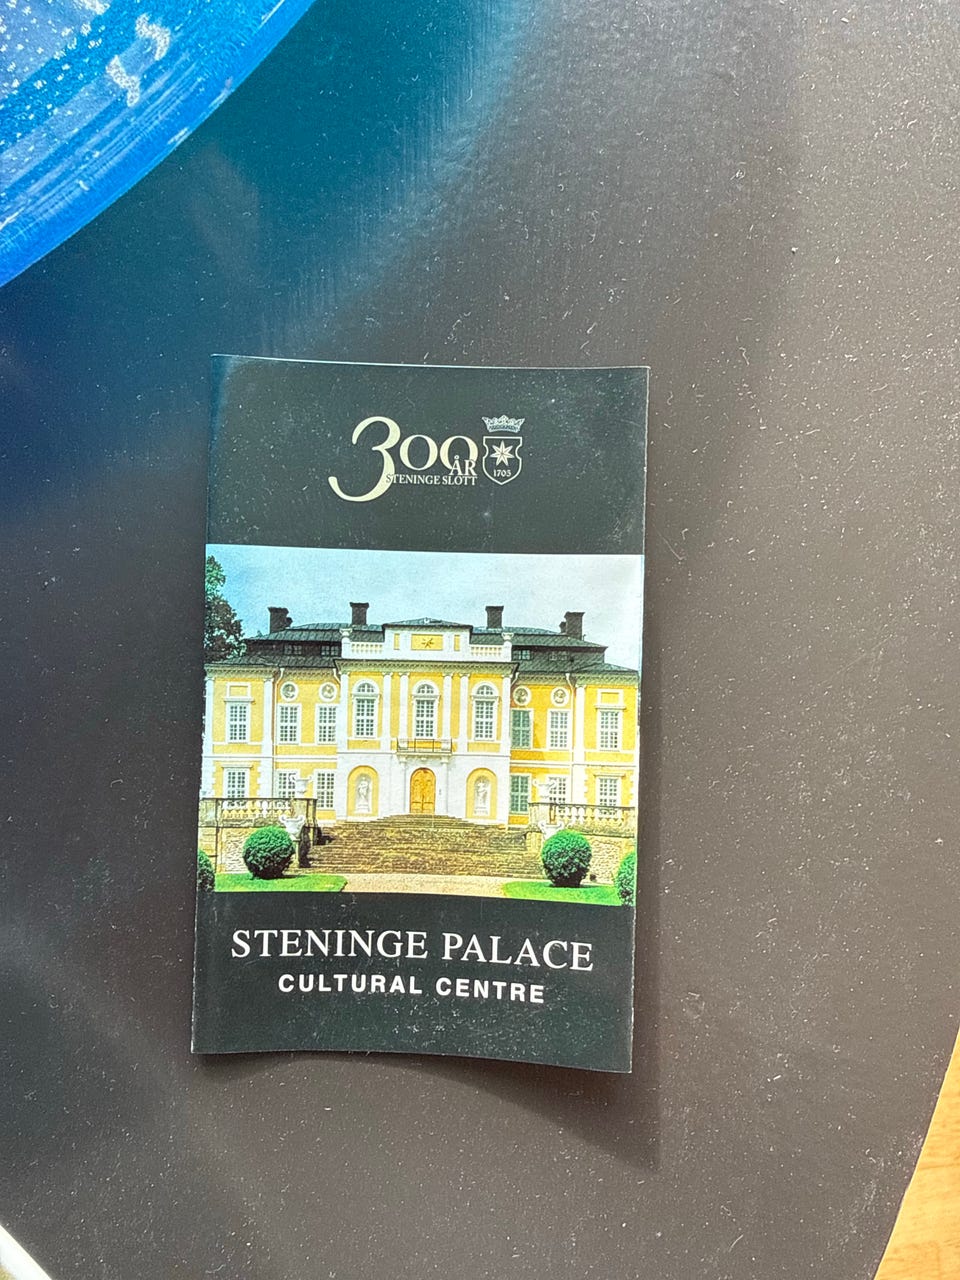 300
ÅR
STENINGE SLOTT
1705
STENINGE PALACE
CULTURAL CENTRE